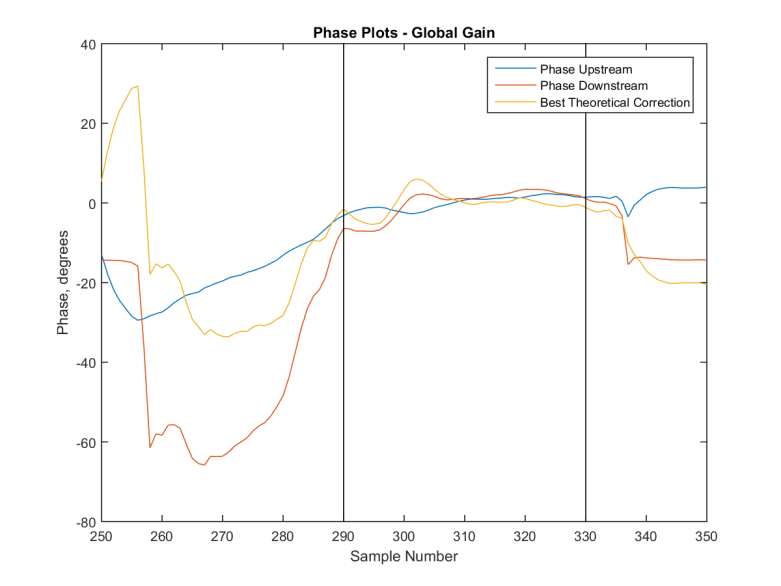 Phase Plots - Global Gain
Phase Upstream
Phase Downstream
Best Theoretical Correction
Phase, degrees
40
20
0
-20
-40
-60
-80
250 260 270 280 290 300 310 320 330 340 350
Sample Number